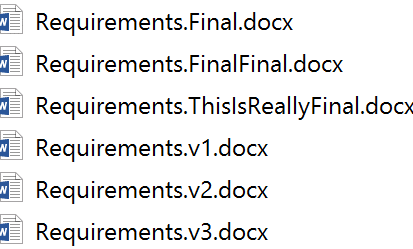 Requirements.Final.docx
Requirements.FinalFinal.docx
Requirements.ThisIsReallyFinal.docx
Requirements.v1.docx
Requirements.v2.docx
Requirements.v3.docx